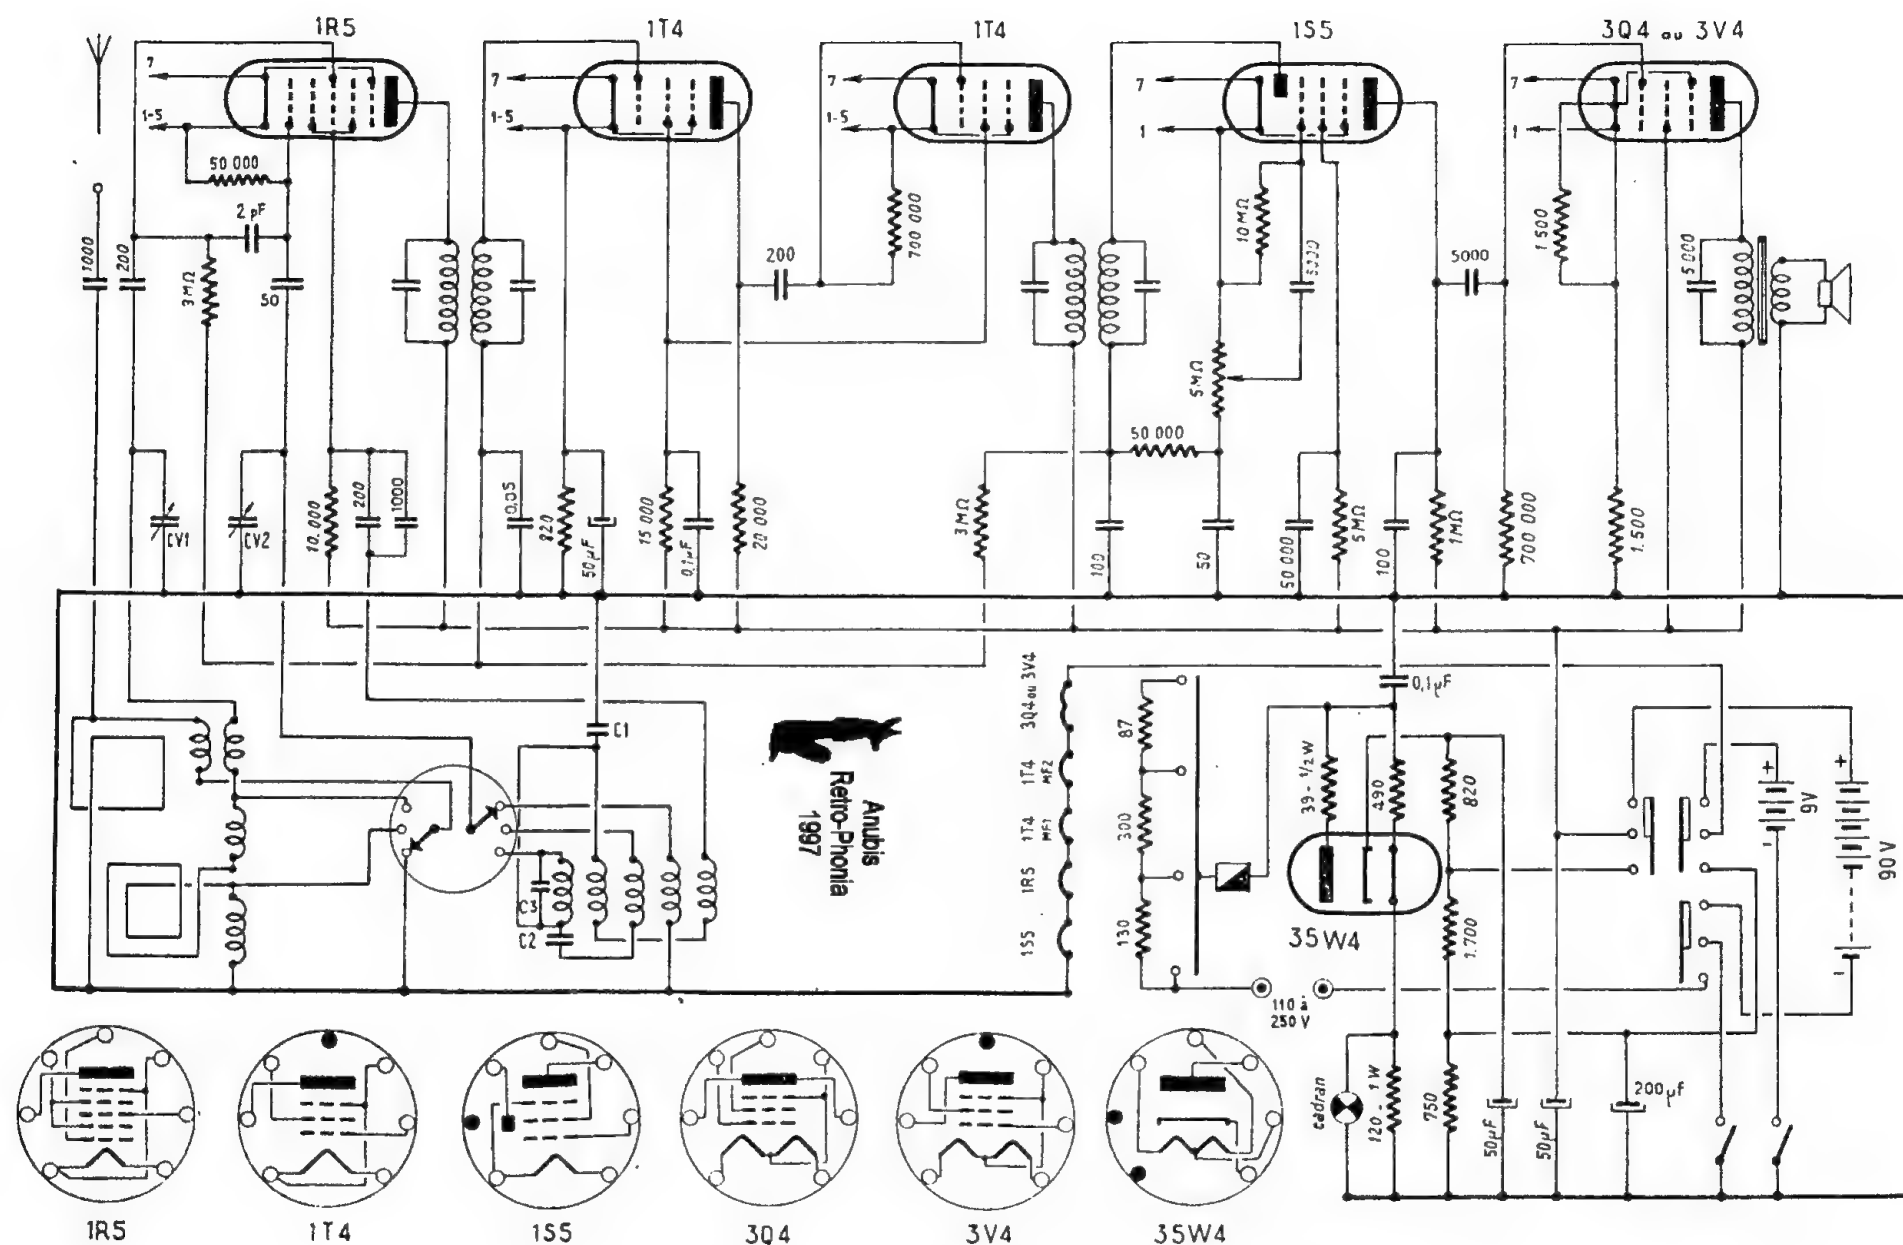 1R5
1T4
1T4
1S5
3Q4 ou 3V4
7
7
7
7
7
1-5
1-5
1-5
1
1
50 000
2 pF
1000
200
3MΩ
50
200
700 000
10MΩ
5000
5000
1 500
5 000
5MΩ
50 000
CV1
CV2
10.000
200
1000
0,05
220
50µF
15 000
0,1µF
20 000
3MΩ
100
50
50 000
5MΩ
100
1MΩ
700 000
1.500
C1
C3
C2
Anubis
Retro-Phonia
1997
3Q4 ou 3V4
1T4
MF2
1T4
MF1
1R5
1S5
87
300
130
0,1µF
39-1/2W
490
820
35W4
1.700
110 à
250 V
+
9V
-
+
90V
-
cadran
120-1W
750
50µF
50µF
200µF
1R5
1T4
1S5
3Q4
3V4
35W4